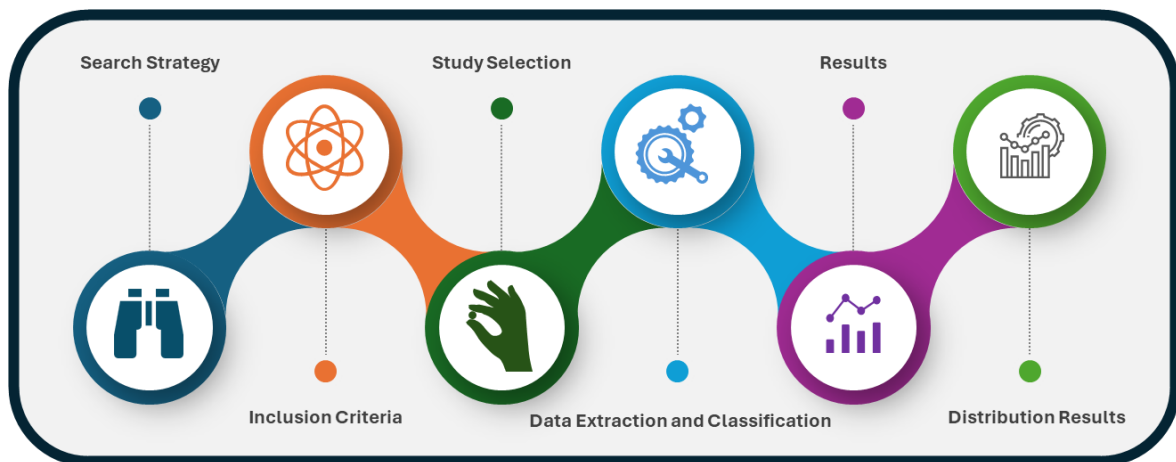 Search Strategy
Study Selection
Results
Inclusion Criteria
Data Extraction and Classification
Distribution Results